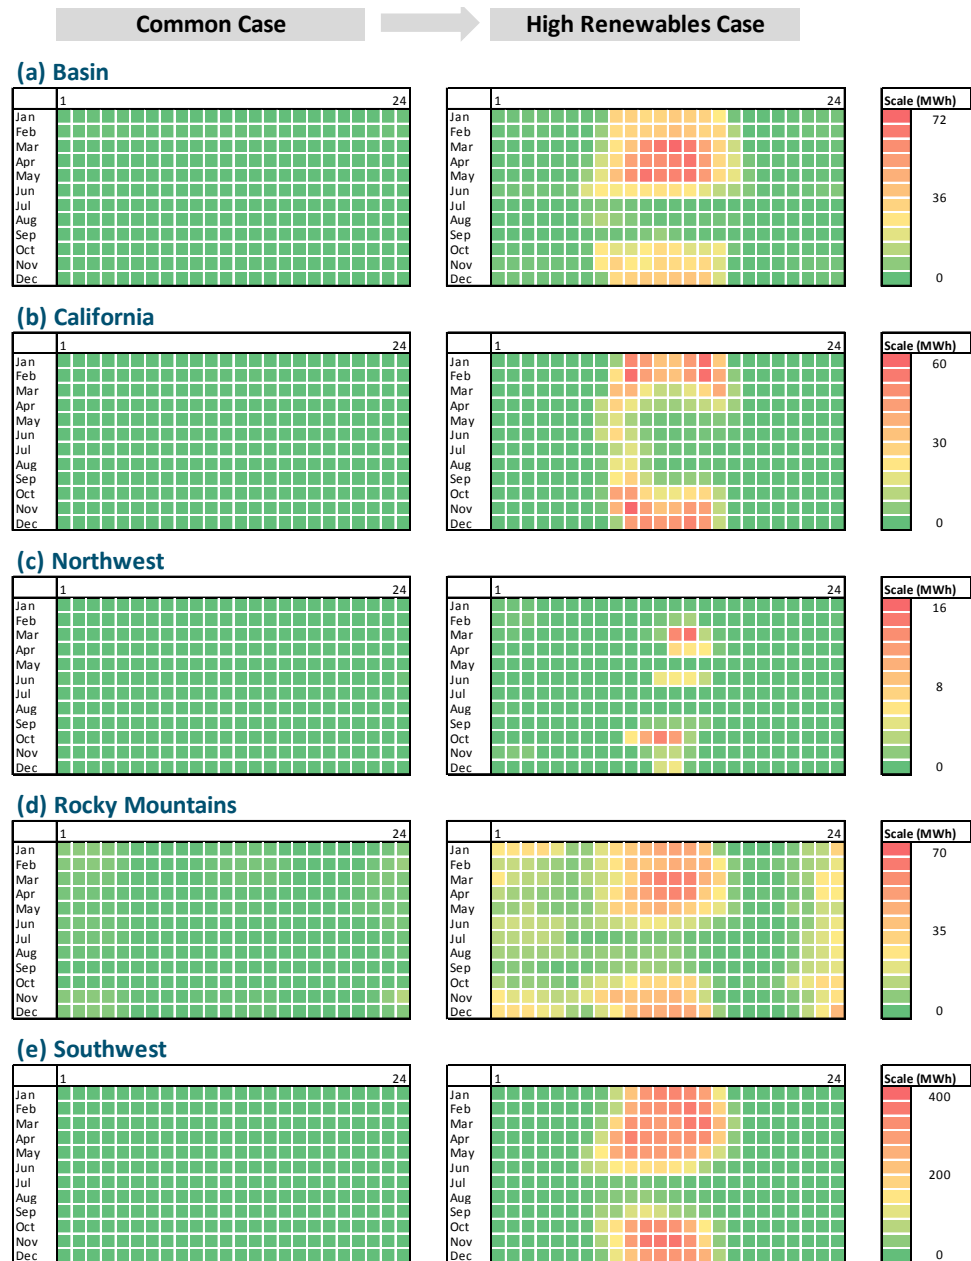 Common Case
High Renewables Case
(a) Basin
1 24
Jan
Feb
Mar
Apr
May
Jun
Jul
Aug
Sep
Oct
Nov
Dec
1 24
Jan
Feb
Mar
Apr
May
Jun
Jul
Aug
Sep
Oct
Nov
Dec
Scale (MWh)
72
36
0
(b) California
1 24
Jan
Feb
Mar
Apr
May
Jun
Jul
Aug
Sep
Oct
Nov
Dec
1 24
Jan
Feb
Mar
Apr
May
Jun
Jul
Aug
Sep
Oct
Nov
Dec
Scale (MWh)
60
30
0
(c) Northwest
1 24
Jan
Feb
Mar
Apr
May
Jun
Jul
Aug
Sep
Oct
Nov
Dec
1 24
Jan
Feb
Mar
Apr
May
Jun
Jul
Aug
Sep
Oct
Nov
Dec
Scale (MWh)
16
8
0
(d) Rocky Mountains
1 24
Jan
Feb
Mar
Apr
May
Jun
Jul
Aug
Sep
Oct
Nov
Dec
1 24
Jan
Feb
Mar
Apr
May
Jun
Jul
Aug
Sep
Oct
Nov
Dec
Scale (MWh)
70
35
0
(e) Southwest
1 24
Jan
Feb
Mar
Apr
May
Jun
Jul
Aug
Sep
Oct
Nov
Dec
1 24
Jan
Feb
Mar
Apr
May
Jun
Jul
Aug
Sep
Oct
Nov
Dec
Scale (MWh)
400
200
0